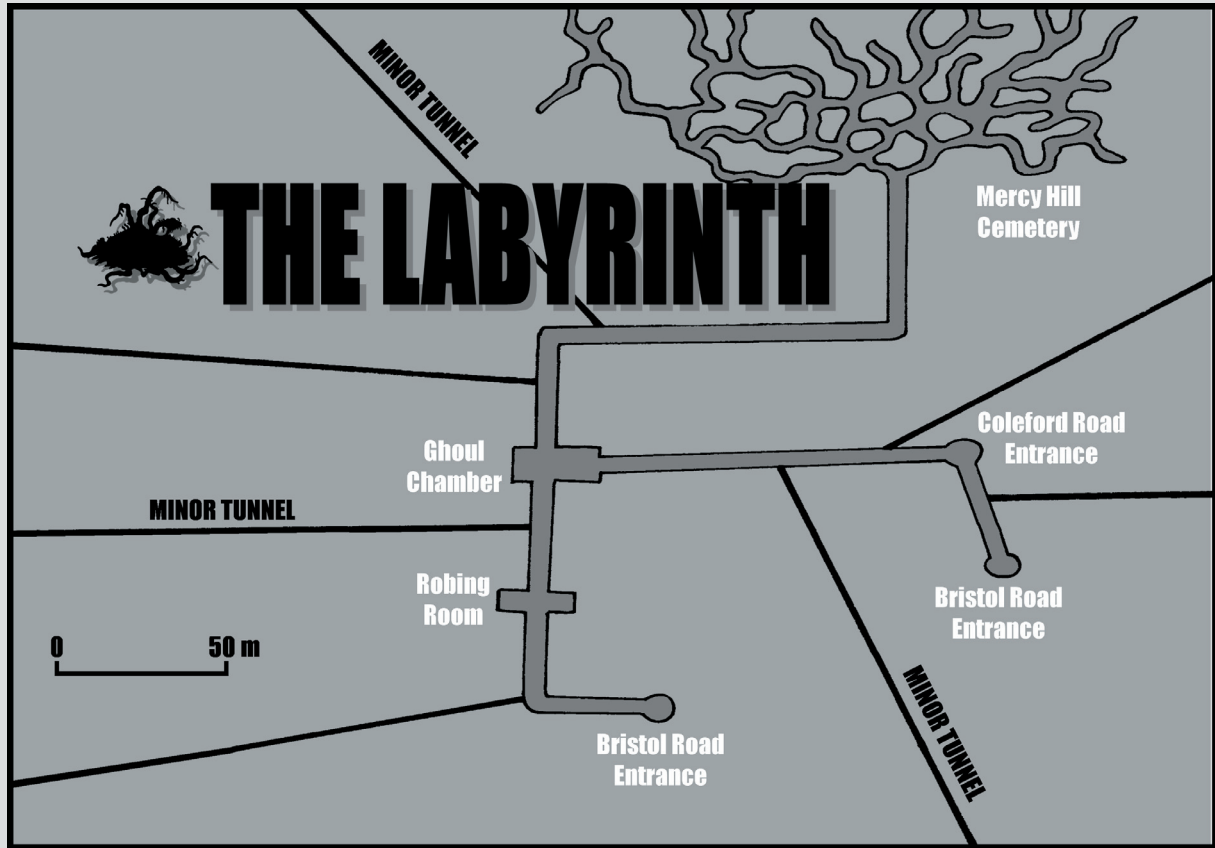 MINOR TUNNEL
THE LABYRINTH
Mercy Hill
Cemetery
Coleford Road
Entrance
Ghoul
Chamber
MINOR TUNNEL
Robing
Room
Bristol Road
Entrance
0 50 m
MINOR TUNNEL
Bristol Road
Entrance